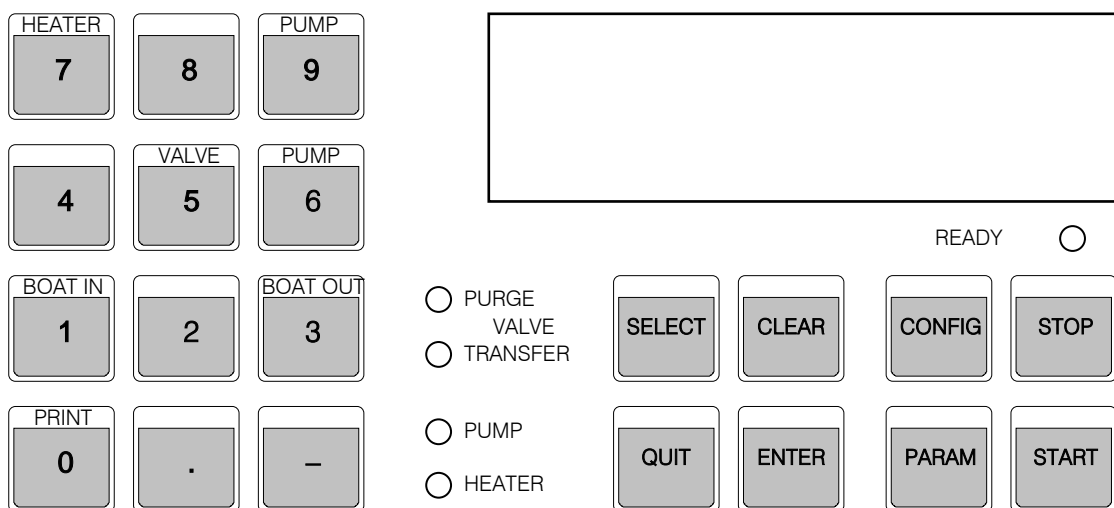 HEATER PUMP
7 8 9
VALVE PUMP
4 5 6
READY
BOAT IN BOAT OUT
1 2 3
PURGE
VALVE
TRANSFER
SELECT CLEAR CONFIG STOP
PRINT
0 . –
PUMP
HEATER
QUIT ENTER PARAM START